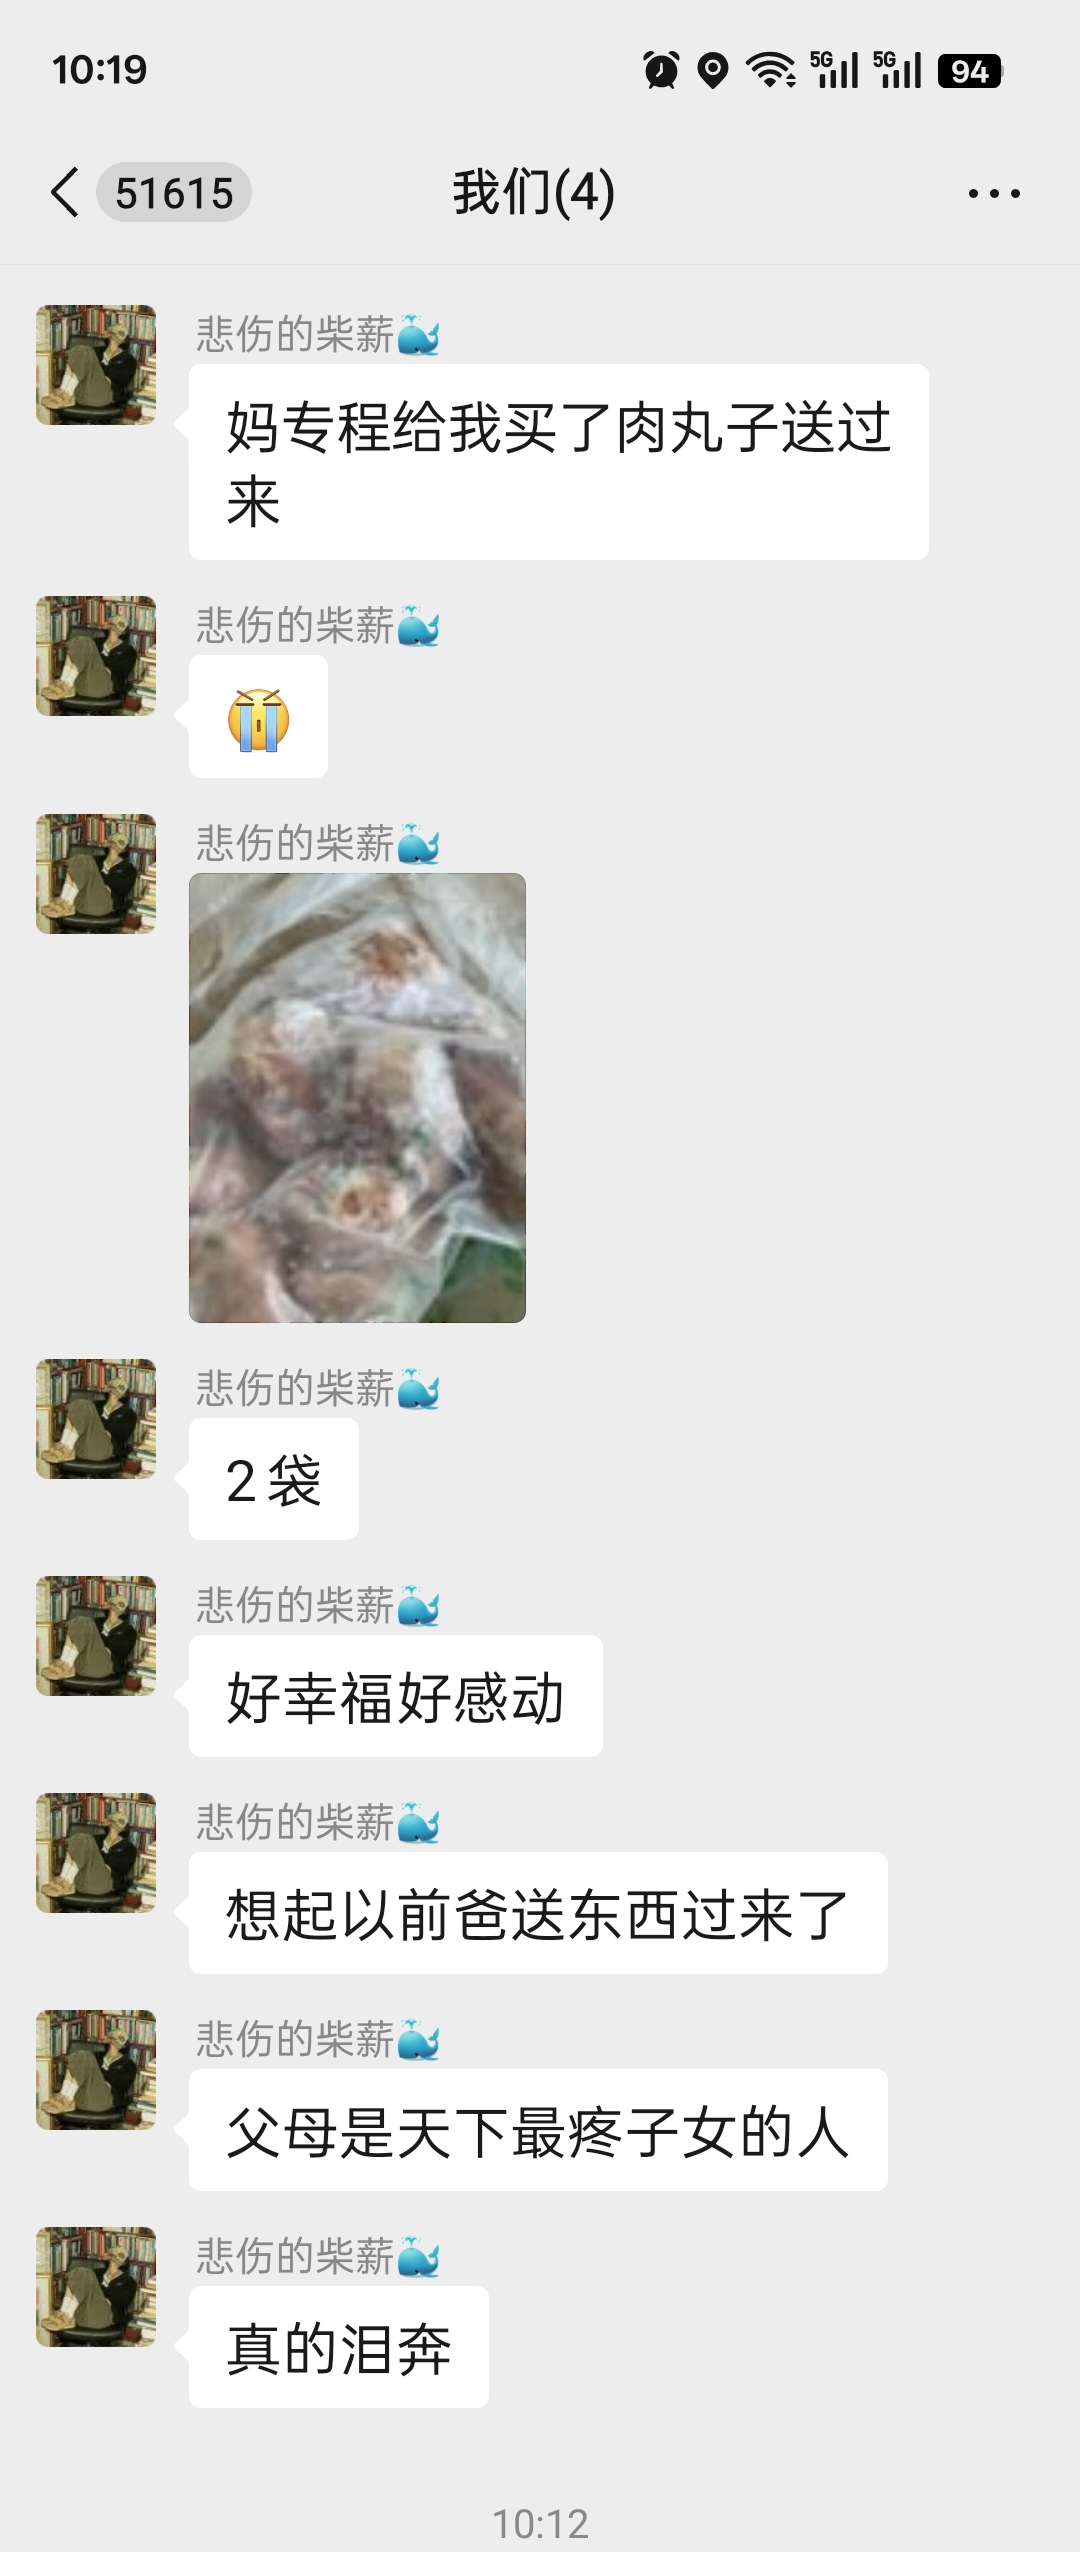 10:19
5G 5G 94
51615 我们(4)
悲伤的柴薪🐳
妈专程给我买了肉丸子送过
来
悲伤的柴薪🐳
😭
悲伤的柴薪🐳
悲伤的柴薪🐳
2袋
悲伤的柴薪🐳
好幸福好感动
悲伤的柴薪🐳
想起以前爸送东西过来了
悲伤的柴薪🐳
父母是天下最疼子女的人
悲伤的柴薪🐳
真的泪奔
10:12